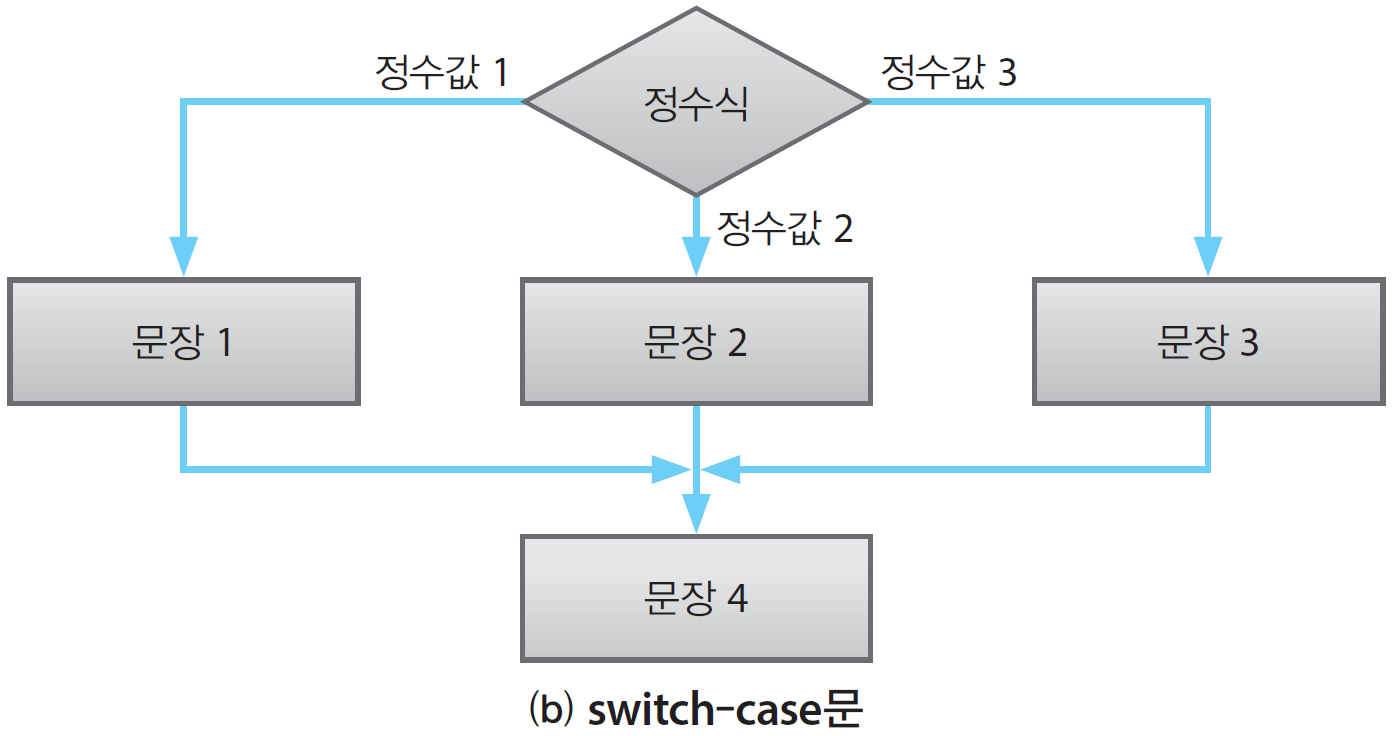 정수값 1
정수식
정수값 3
정수값 2
문장 1
문장 2
문장 3
문장 4
(b) switch-case문